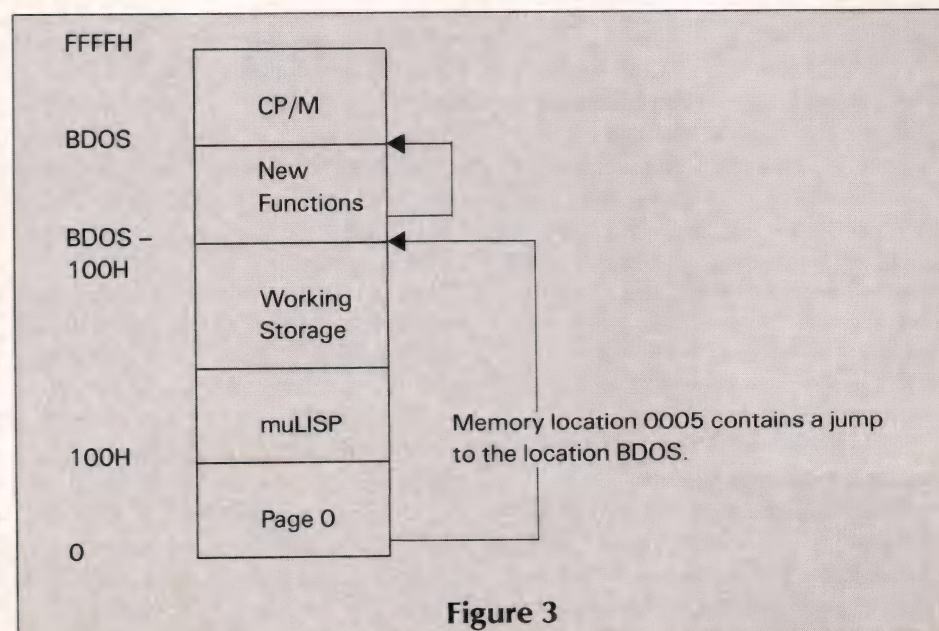 FFFFH
CP/M
BDOS
New
Functions
BDOS –
100H
Working
Storage
muLISP
Memory location 0005 contains a jump
to the location BDOS.
100H
Page 0
0
Figure 3